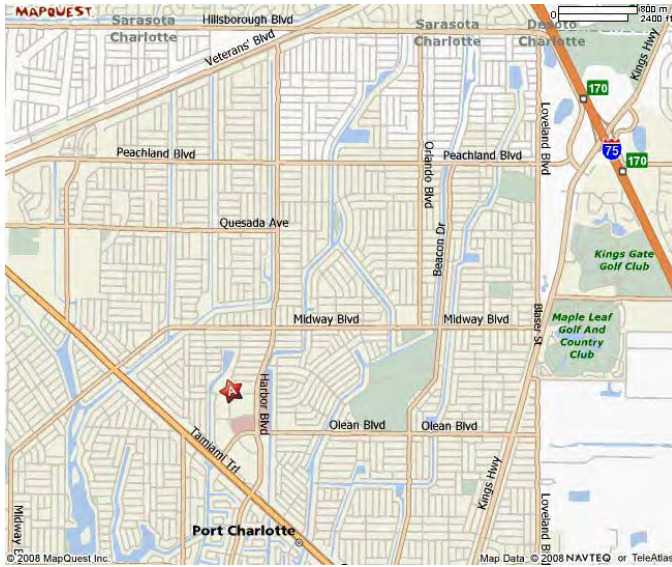 MAPQUEST
Hillsborough Blvd
800 m
0
2400 ft
Sarasota
Charlotte
Sarasota
Charlotte
Desoto
Charlotte
Veterans' Blvd
Kings Hwy
170
Loveland Blvd
75
170
Peachland Blvd
Orlando Blvd
Peachland Blvd
Quesada Ave
Beacon Dr
Kings Gate
Golf Club
Midway Blvd
Midway Blvd
Blaser St
Maple Leaf
Golf And
Country
Club
A
Harbor Blvd
Olean Blvd
Olean Blvd
Tamiami Trl
Kings Hwy
Loveland Blvd
Midway B
Port Charlotte
© 2008 MapQuest Inc.
Map Data © 2008 NAVTEQ or TeleAtlas